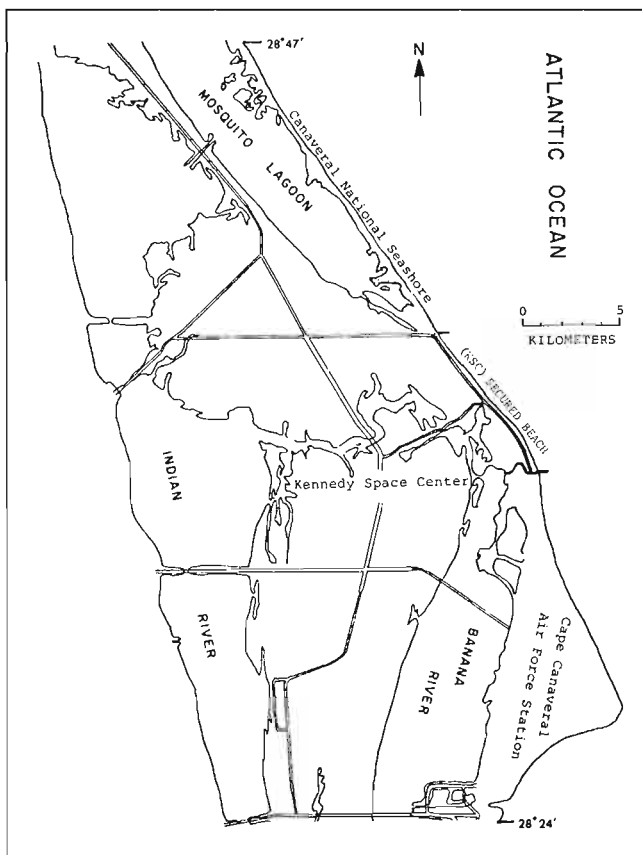 28°47'
N
ATLANTIC OCEAN
MOSQUITO
LAGOON
Canaveral National Seashore
0 5
KILOMETERS
(KSC) SECURED BEACH
INDIAN
Kennedy Space Center
RIVER
BANANA
RIVER
Cape Canaveral
Air Force Station
28°24'